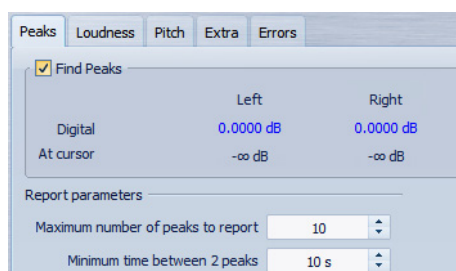 Peaks Loudness Pitch Extra Errors
Find Peaks
Left Right
Digital 0.0000 dB 0.0000 dB
At cursor -∞ dB -∞ dB
Report parameters
Maximum number of peaks to report 10
Minimum time between 2 peaks 10 s